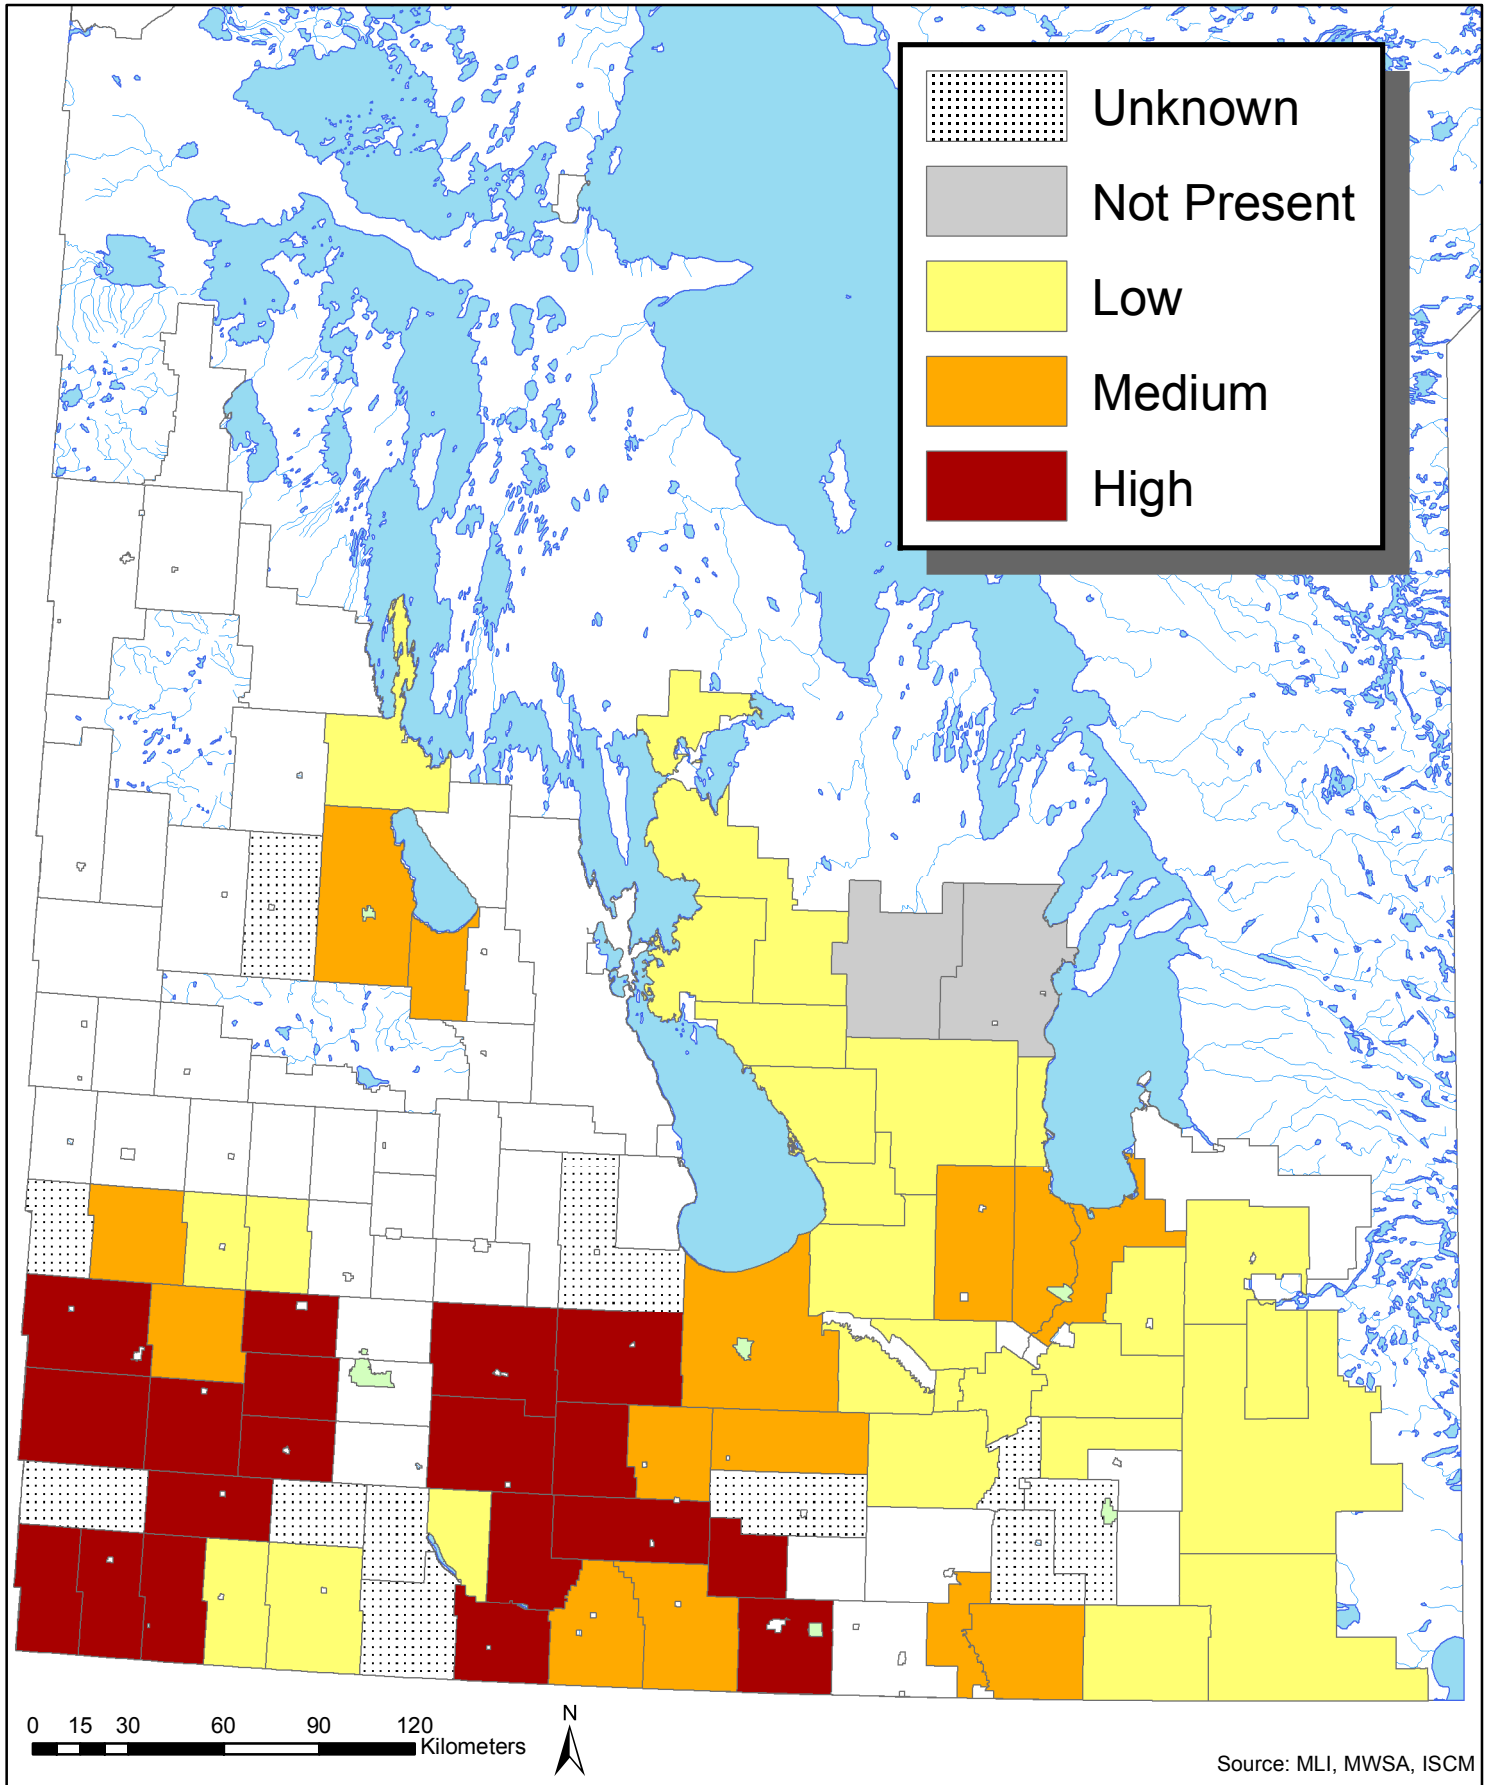 Unknown
Not Present
Low
Medium
High
0 15 30 60 90 120
Kilometers
N
Source: MLI, MWSA, ISCM